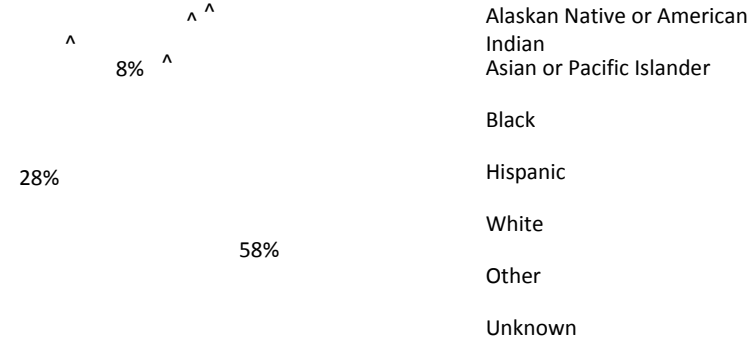 ^ ^
^
8% ^
28%
58%
Alaskan Native or American
Indian
Asian or Pacific Islander
Black
Hispanic
White
Other
Unknown